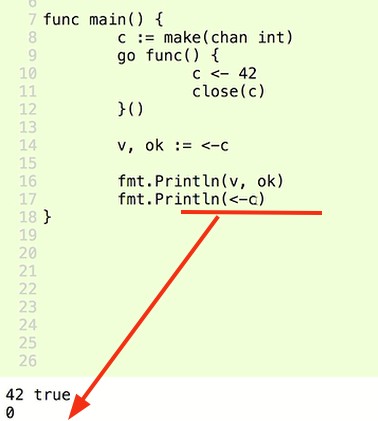 6
7 func main() {
8 c := make(chan int)
9 go func() {
10 c <- 42
11 close(c)
12 }()
13
14 v, ok := <-c
15
16 fmt.Println(v, ok)
17 fmt.Println(<-c)
18 }
19
20
21
22
23
24
25
26
42 true
0